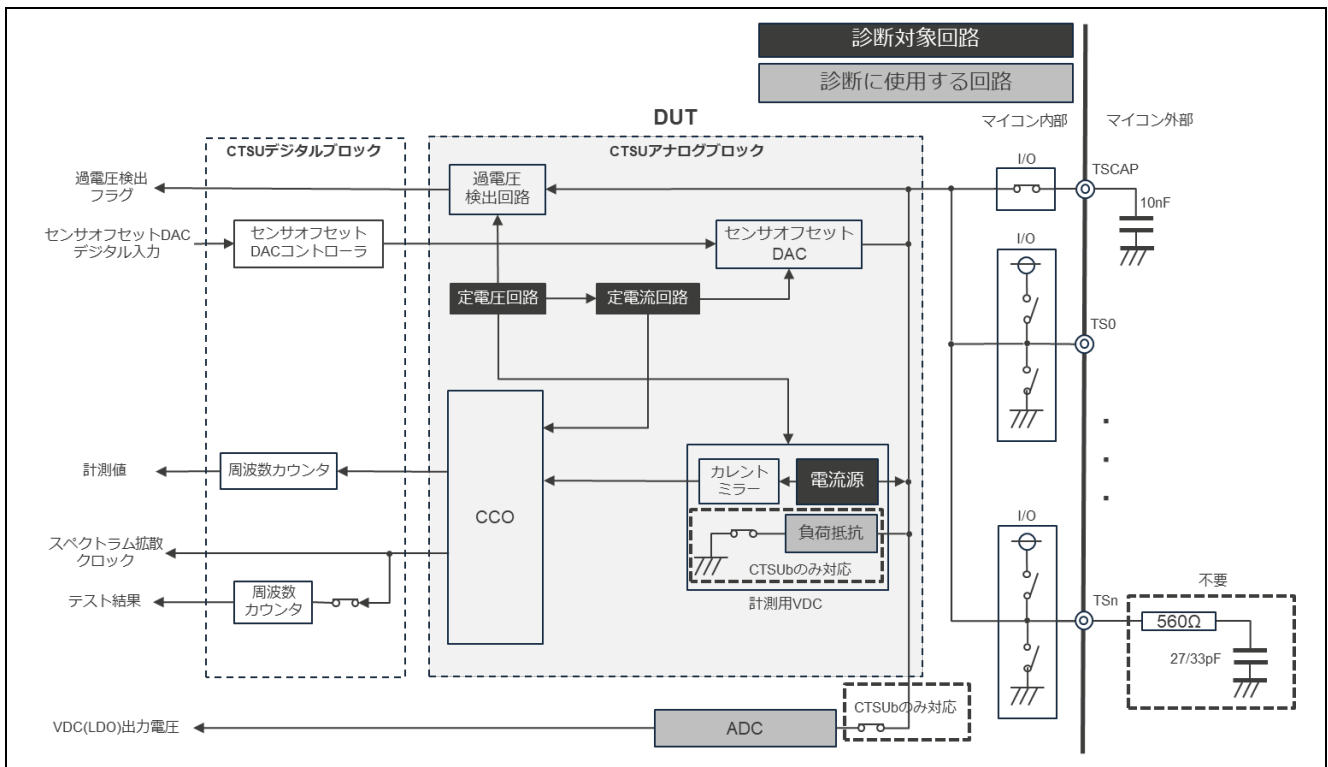 診断対象回路
診断に使用する回路
DUT
マイコン内部
マイコン外部
CTSUデジタルブロック
CTSUアナログブロック
I/O
TSCAP
過電圧検出
フラグ
過電圧
検出回路
10nF
センサオフセットDAC
デジタル入力
センサオフセット
DACコントローラ
センサオフセット
DAC
I/O
定電圧回路
定電流回路
TS0
計測値
周波数カウンタ
CCO
カレント
ミラー
電流源
I/O
負荷抵抗
CTSUbのみ対応
計測用VDC
スペクトラム拡散
クロック
テスト結果
周波数
カウンタ
不要
TSn
560Ω
27/33pF
CTSUbのみ対応
VDC(LDO)出力電圧
ADC